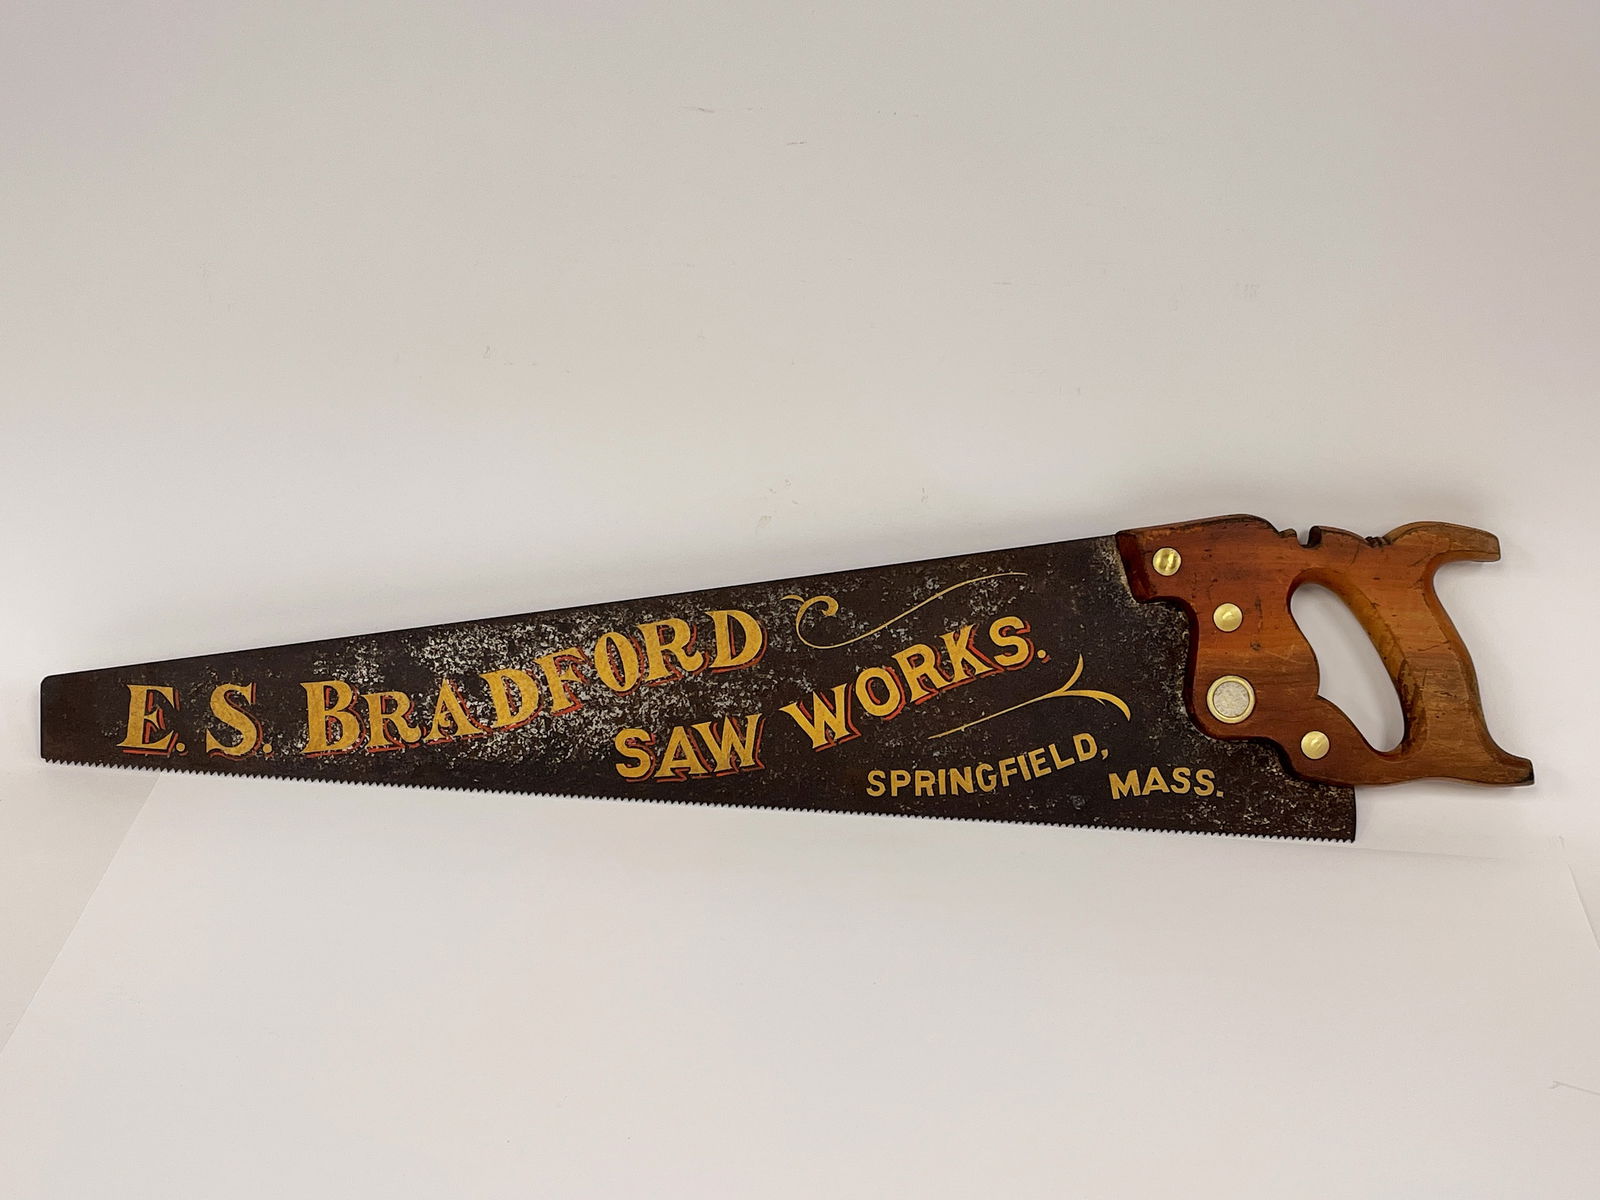 E. S. BRADFORD
SAW WORKS.
SPRINGFIELD,
MASS.